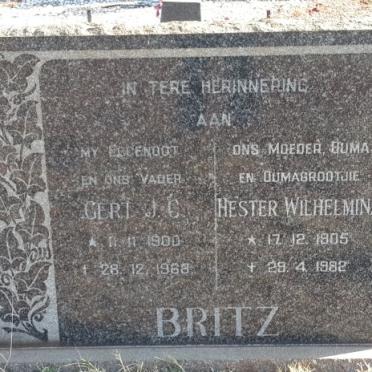 IN TERE HERINNERING
AAN
MY EGGENOOT
EN ONS VADER
GERT J. C.
* 11. 11. 1900
† 28. 12. 1968
ONS MOEDER, OUMA
EN OUMAGROOTJIE
HESTER WILHELMINA
* 17. 12. 1905
† 29. 4. 1982
BRITZ